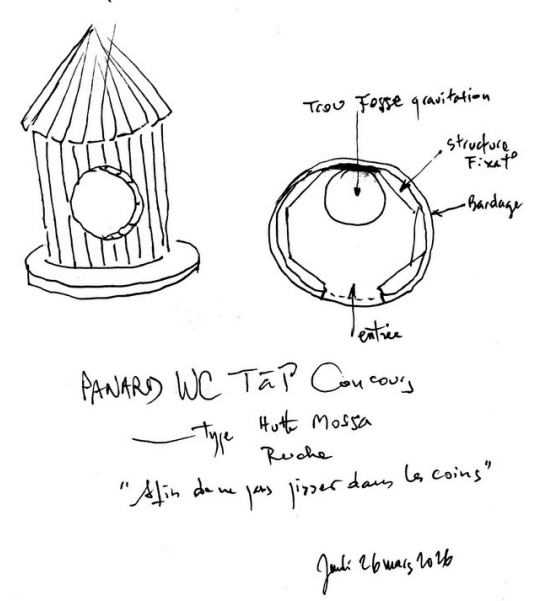 Trou Fosse gravitation
Structure
Fixat°
Bardage
entrée
PANARD WC TàP Concours
Type Hutte Mossa
Ruche
"Afin de ne pas pisser dans les coins"
Jeudi 26 mars 2026